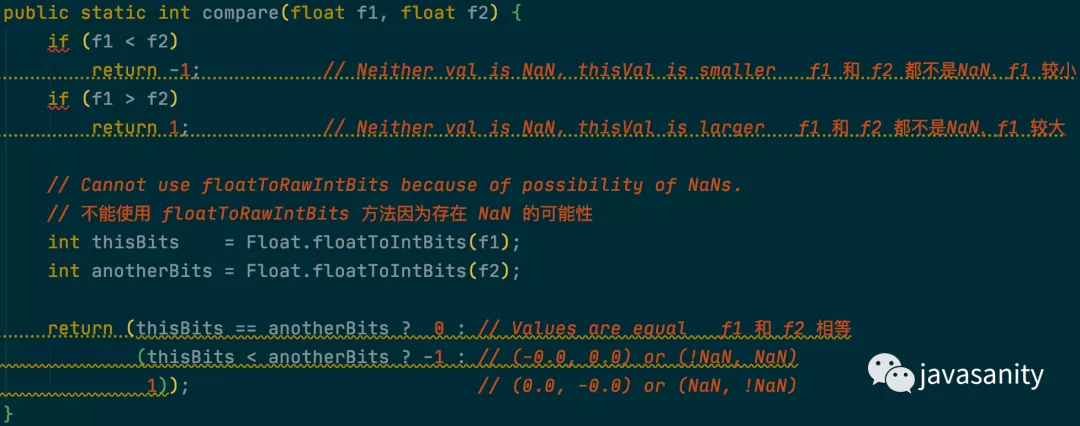 public static int compare(float f1, float f2) {
    if (f1 < f2)
        return -1;           // Neither val is NaN, thisVal is smaller   f1 和 f2 都不是NaN、f1 较小
    if (f1 > f2)
        return 1;            // Neither val is NaN, thisVal is larger   f1 和 f2 都不是NaN、f1 较大
    // Cannot use floatToRawIntBits because of possibility of NaNs.
    // 不能使用 floatToRawIntBits 方法因为存在 NaN 的可能性
    int thisBits    = Float.floatToIntBits(f1);
    int anotherBits = Float.floatToIntBits(f2);
    return (thisBits == anotherBits ?  0 : // Values are equal   f1 和 f2 相等
            (thisBits < anotherBits ? -1 : // (-0.0, 0.0) or (!NaN, NaN)
             1));                          // (0.0, -0.0) or (NaN, !NaN)
}
javasanity